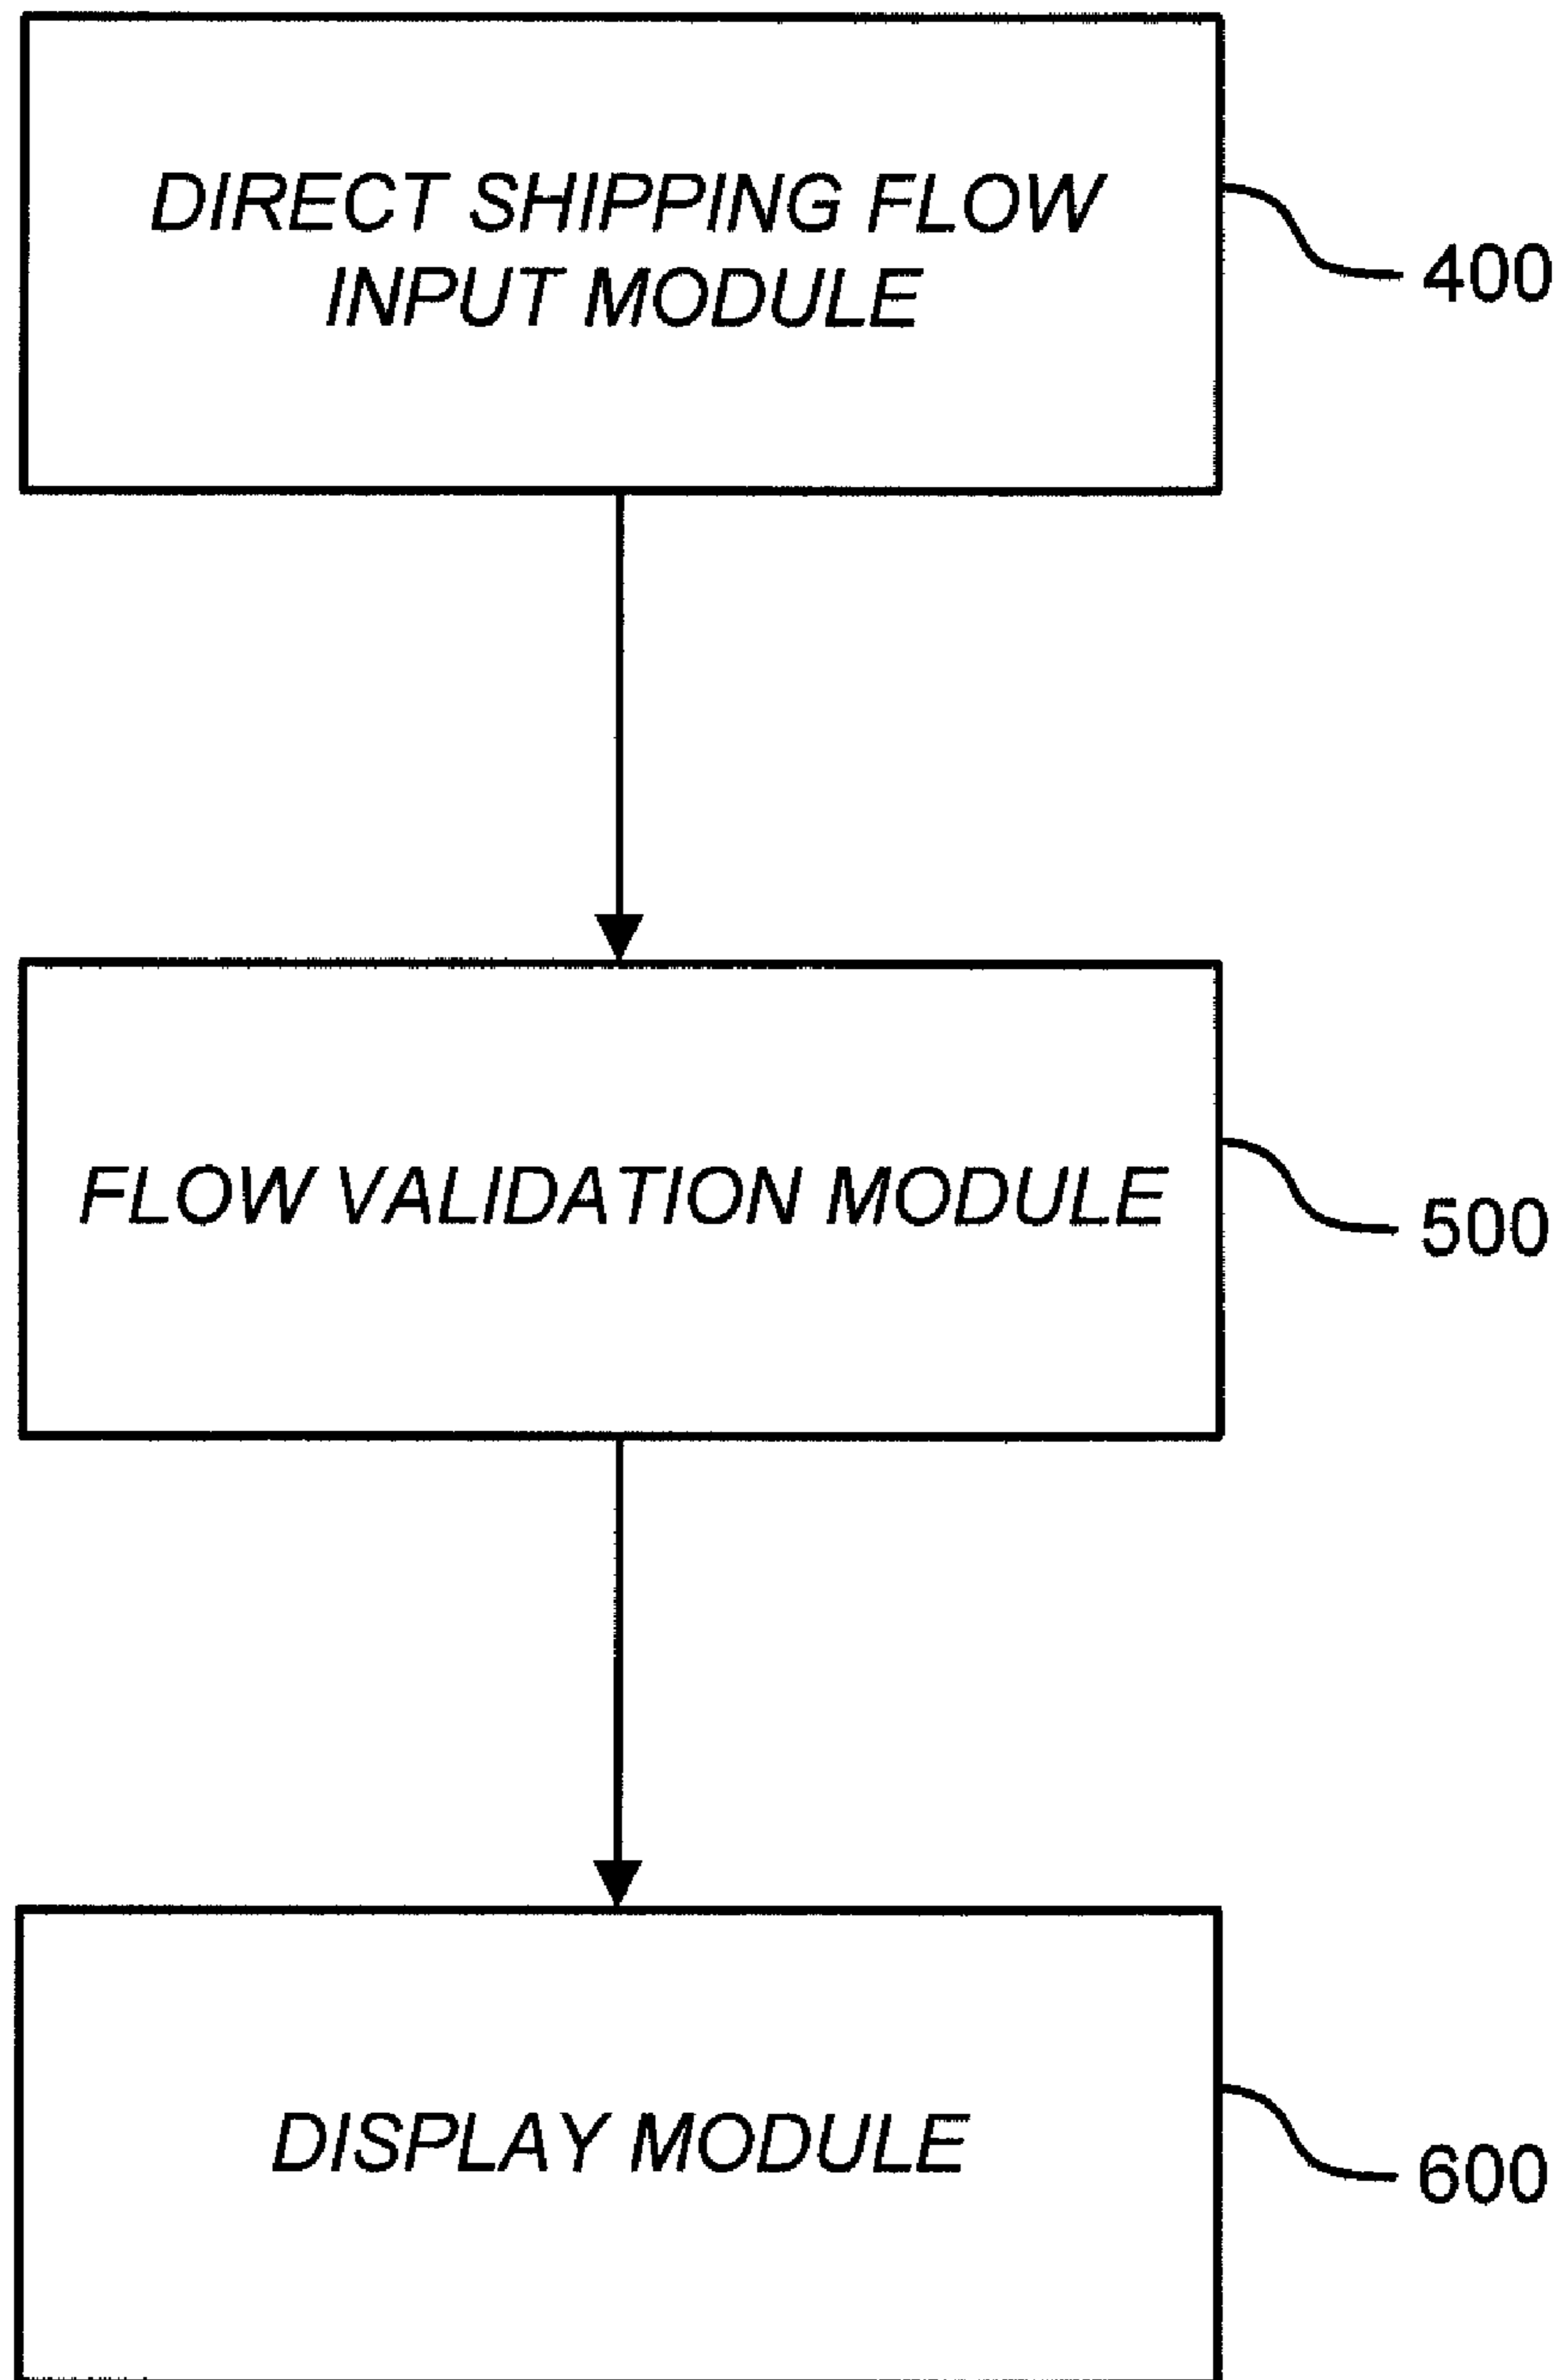 DIRECT SHIPPING FLOW
INPUT MODULE
400
FLOW VALIDATION MODULE
500
DISPLAY MODULE
600